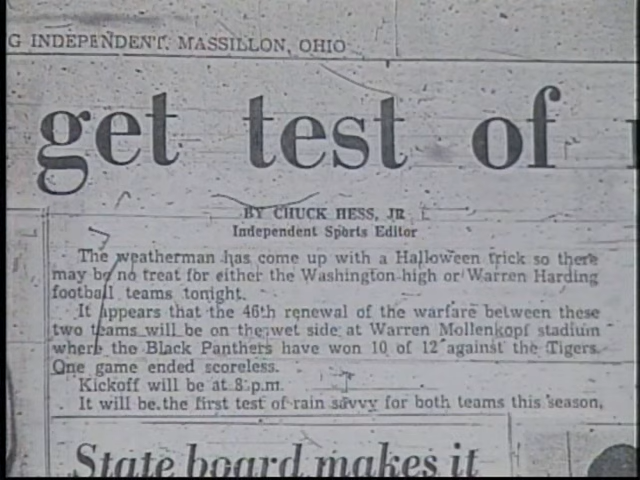 G INDEPENDENT, MASSILLON, OHIO
get test of
BY CHUCK HESS, JR
Independent Sports Editor
The weatherman has come up with a Halloween trick so there
may be no treat for either the Washington high or Warren Harding
football teams tonight.
It appears that the 46th renewal of the warfare between these
two teams will be on the wet side at Warren Mollenkopf stadium
where the Black Panthers have won 10 of 12 against the Tigers.
One game ended scoreless.
Kickoff will be at 8 p.m.
It will be the first test of rain savvy for both teams this season,
State board makes it